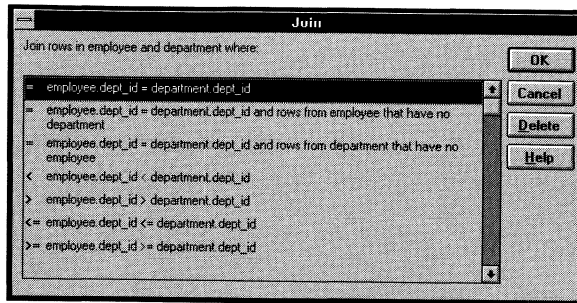 Join
Join rows in employee and department where:
= employee.dept_id = department.dept_id
= employee.dept_id = department.dept_id and rows from employee that have no
department
= employee.dept_id = department.dept_id and rows from department that have no
employee
< employee.dept_id < department.dept_id
> employee.dept_id > department.dept_id
<= employee.dept_id <= department.dept_id
>= employee.dept_id >= department.dept_id
OK
Cancel
Delete
Help